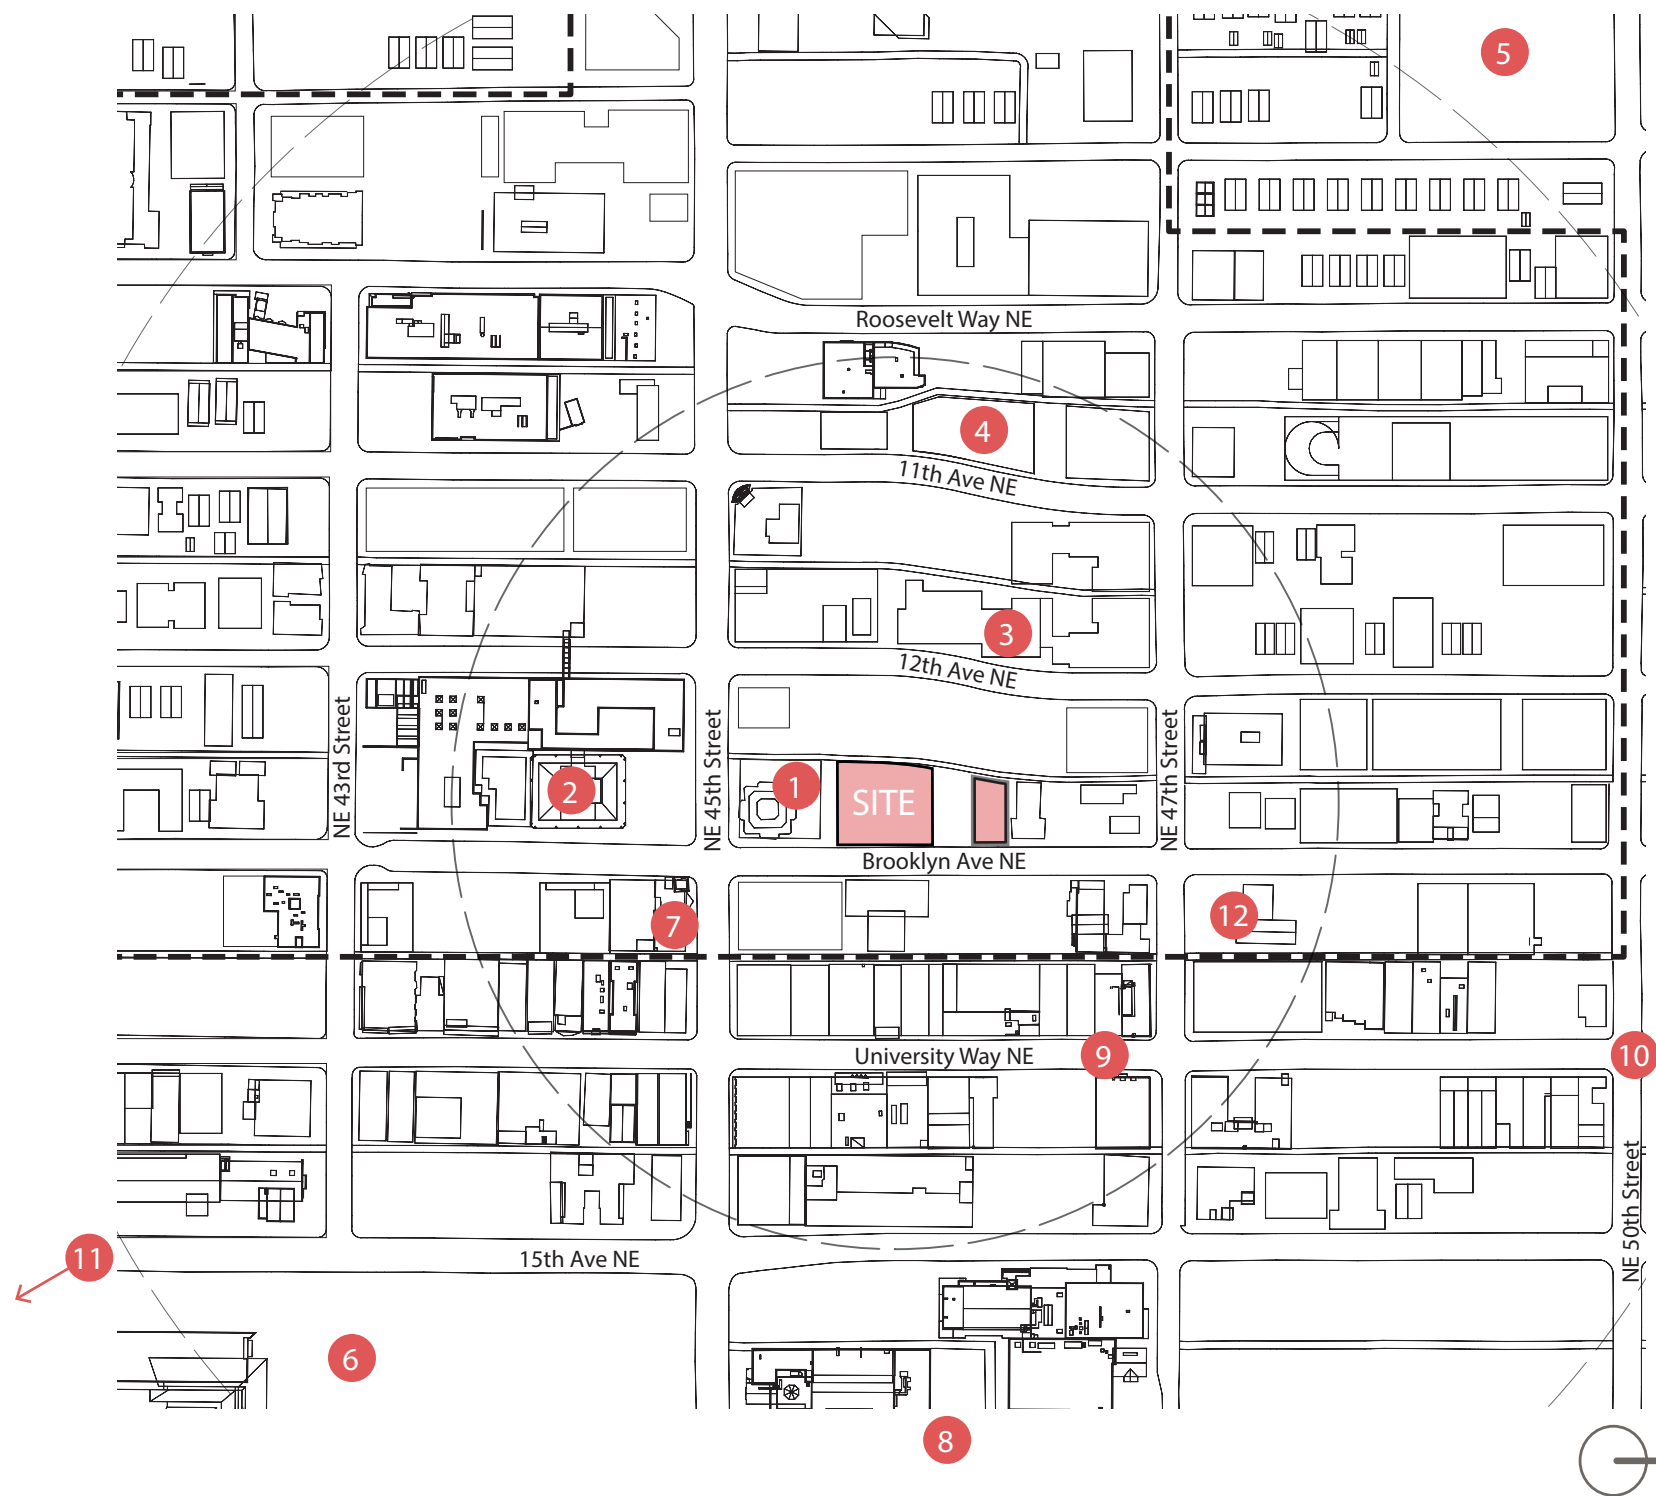 5
Roosevelt Way NE
4
11th Ave NE
3
12th Ave NE
NE 43rd Street
NE 45th Street
NE 47th Street
1
2
SITE
Brooklyn Ave NE
7
12
University Way NE
9
10
NE 50th Street
11
15th Ave NE
6
8